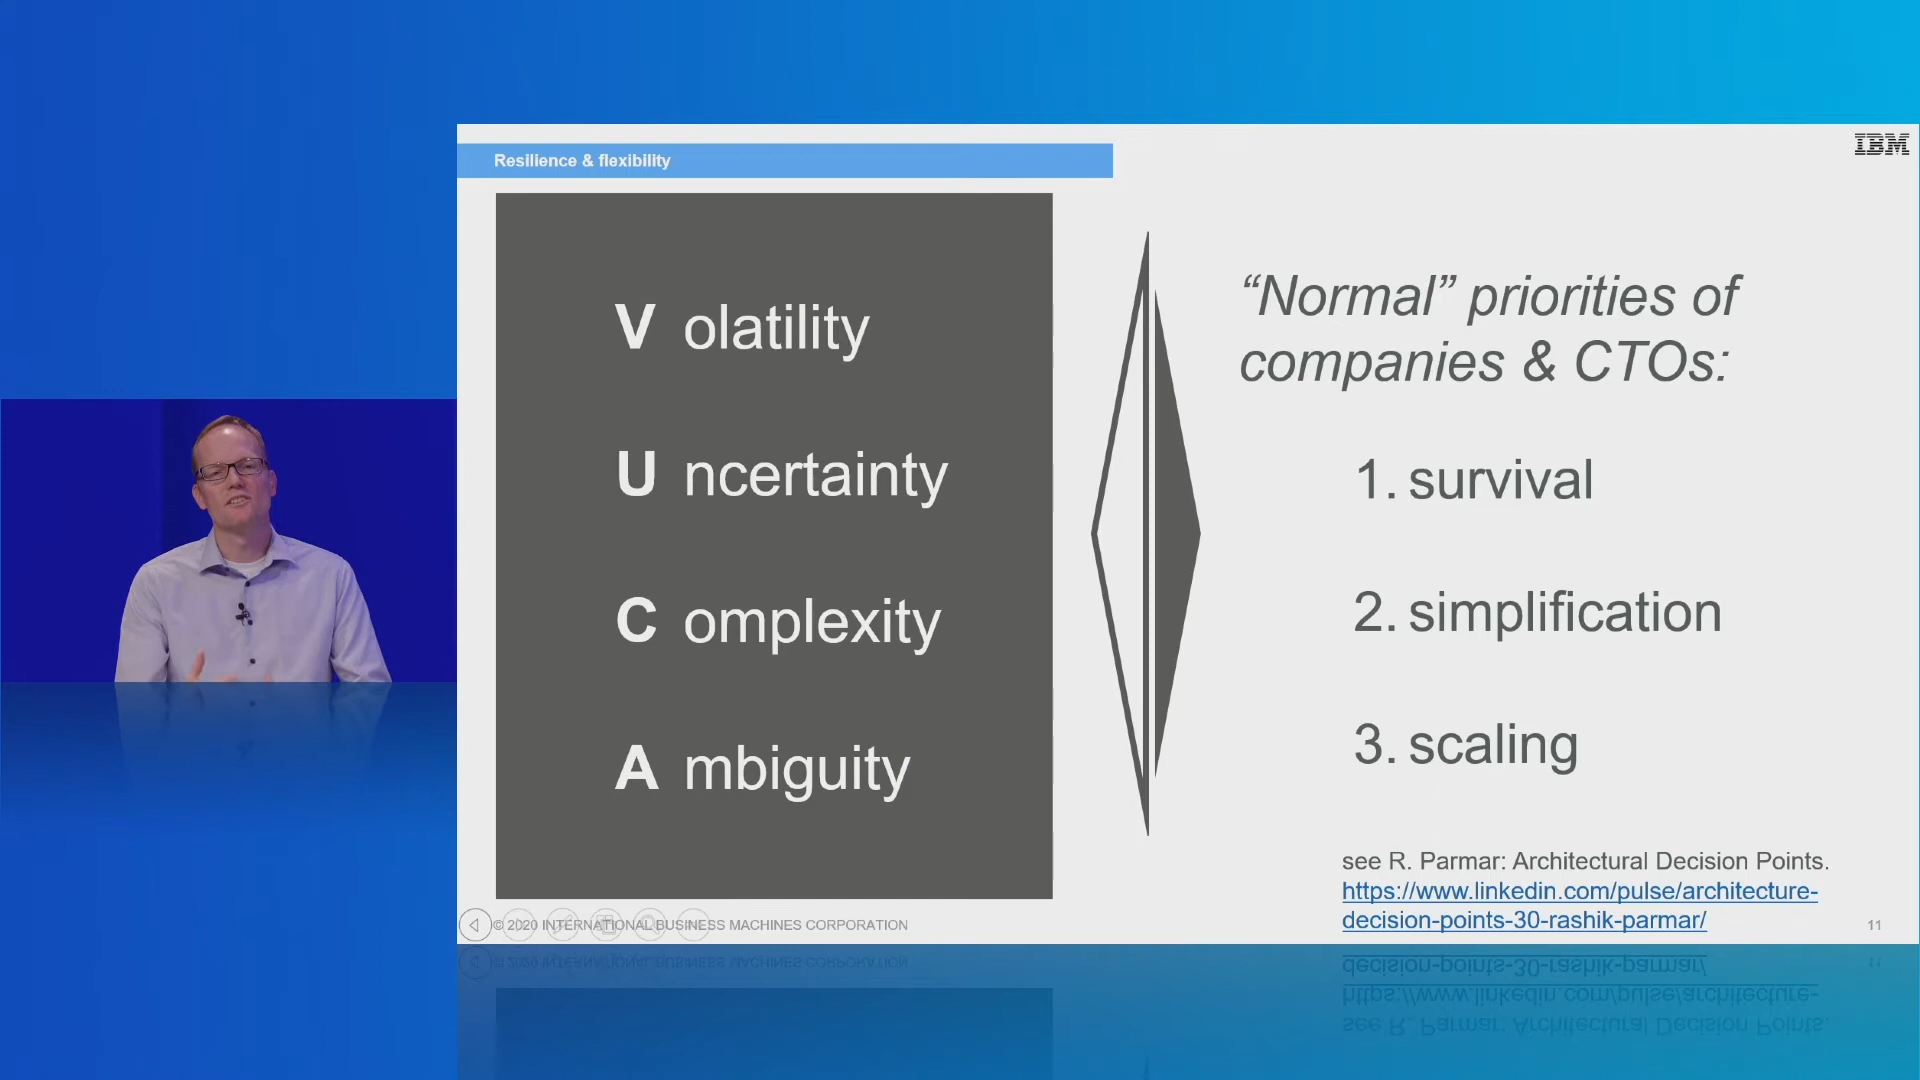 Resilience & flexibility
IBM
V olatility
U ncertainty
C omplexity
A mbiguity
“Normal” priorities of
companies & CTOs:
1. survival
2. simplification
3. scaling
see R. Parmar: Architectural Decision Points.
https://www.linkedin.com/pulse/architecture-
decision-points-30-rashik-parmar/
© 2020 INTERNATIONAL BUSINESS MACHINES CORPORATION
11